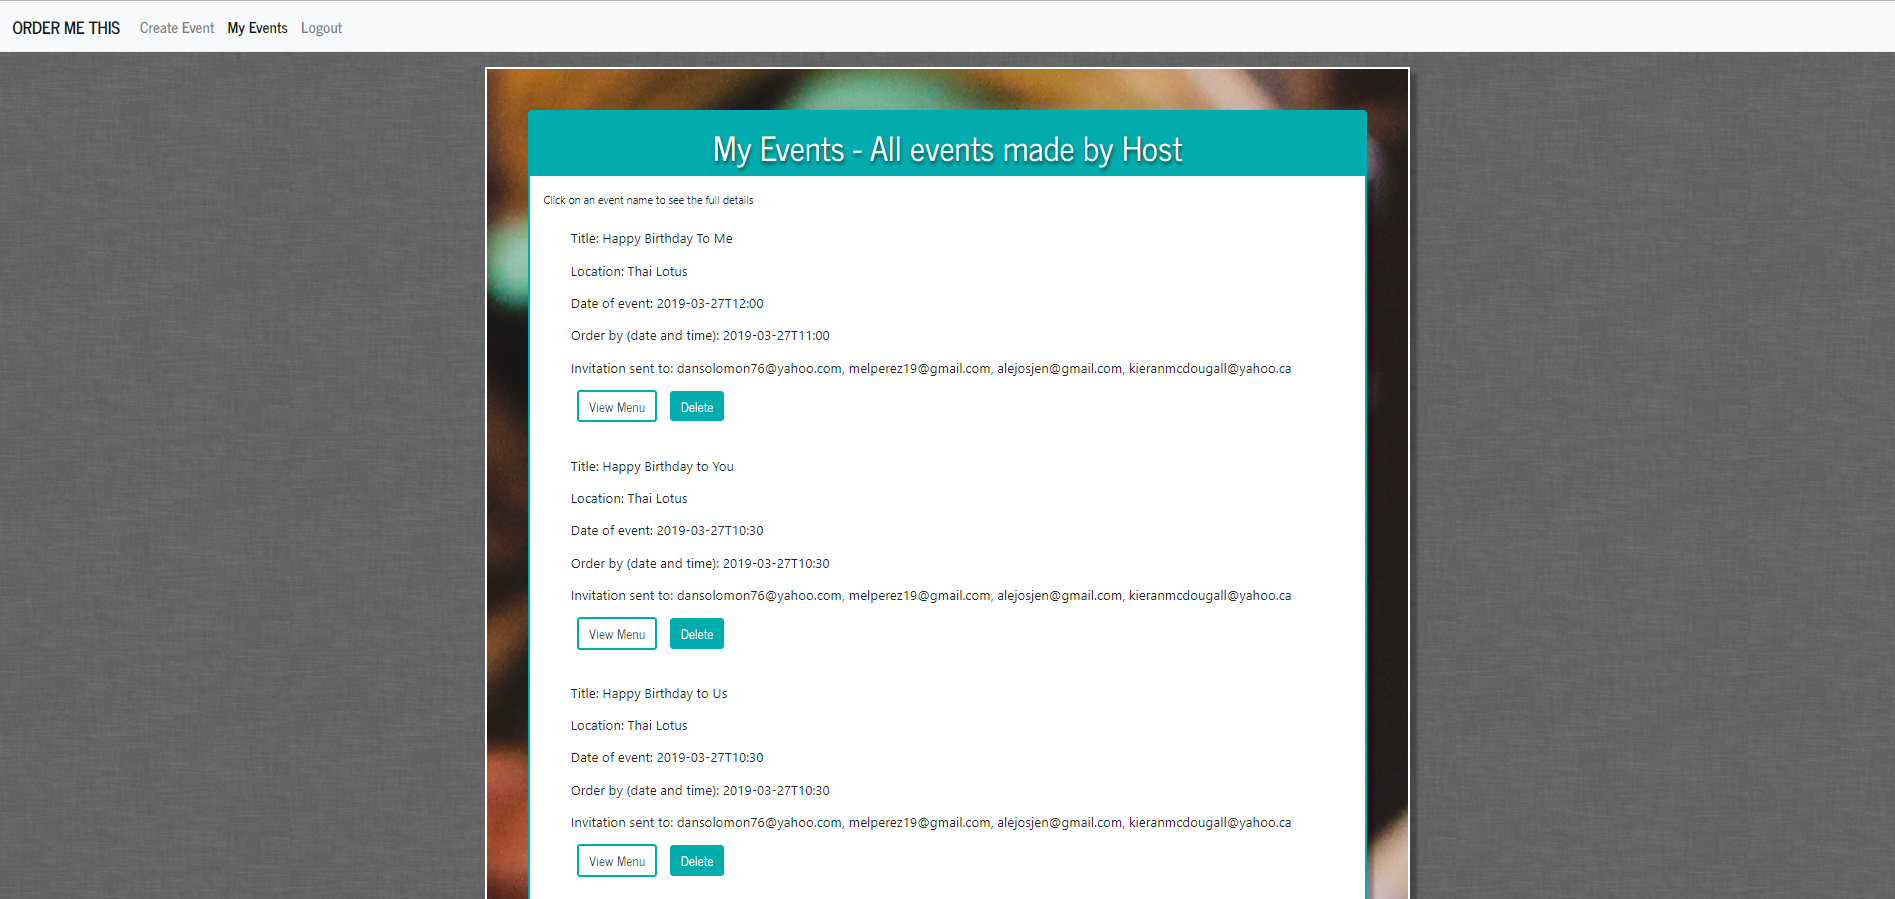 ORDER ME THIS Create Event My Events Logout
My Events - All events made by Host
Click on an event name to see the full details
Title: Happy Birthday To Me
Location: Thai Lotus
Date of event: 2019-03-27T12:00
Order by (date and time): 2019-03-27T11:00
Invitation sent to: dansolomon76@yahoo.com, melperez19@gmail.com, alejosjen@gmail.com, kieranmcdougall@yahoo.ca
View Menu Delete
Title: Happy Birthday to You
Location: Thai Lotus
Date of event: 2019-03-27T10:30
Order by (date and time): 2019-03-27T10:30
Invitation sent to: dansolomon76@yahoo.com, melperez19@gmail.com, alejosjen@gmail.com, kieranmcdougall@yahoo.ca
View Menu Delete
Title: Happy Birthday to Us
Location: Thai Lotus
Date of event: 2019-03-27T10:30
Order by (date and time): 2019-03-27T10:30
Invitation sent to: dansolomon76@yahoo.com, melperez19@gmail.com, alejosjen@gmail.com, kieranmcdougall@yahoo.ca
View Menu Delete